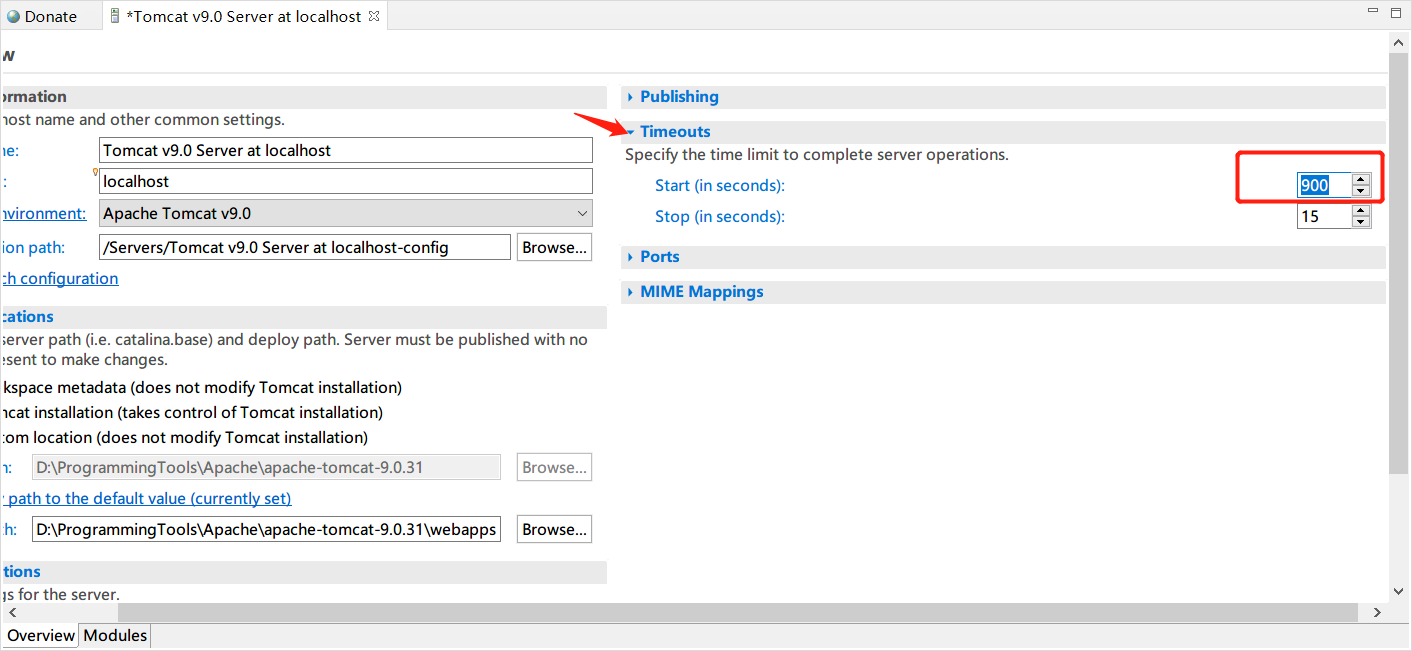 Donate
*Tomcat v9.0 Server at localhost
w
ormation
host name and other common settings.
me:
Tomcat v9.0 Server at localhost
:
localhost
nvironment:
Apache Tomcat v9.0
ion path:
/Servers/Tomcat v9.0 Server at localhost-config
Browse...
ch configuration
cations
server path (i.e. catalina.base) and deploy path. Server must be published with no
esent to make changes.
kspace metadata (does not modify Tomcat installation)
mcat installation (takes control of Tomcat installation)
tom location (does not modify Tomcat installation)
h:
D:\ProgrammingTools\Apache\apache-tomcat-9.0.31
Browse...
path to the default value (currently set)
th:
D:\ProgrammingTools\Apache\apache-tomcat-9.0.31\webapps
Browse...
tions
gs for the server.
Publishing
Timeouts
Specify the time limit to complete server operations.
Start (in seconds):
900
Stop (in seconds):
15
Ports
MIME Mappings
Overview
Modules